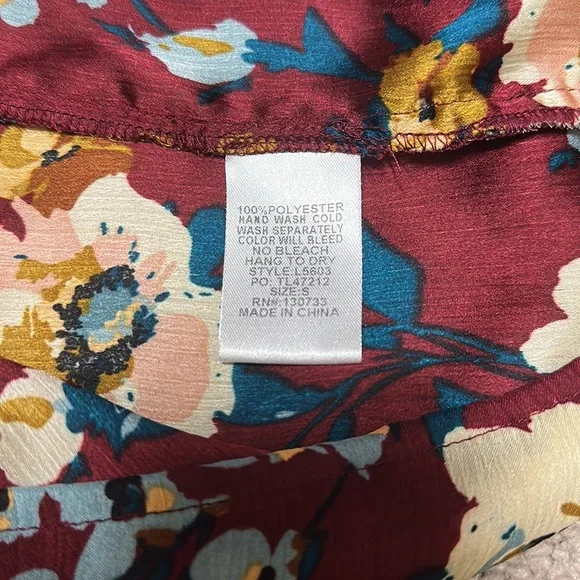 100%POLYESTER
HAND WASH COLD
WASH SEPARATELY
COLOR WILL BLEED
NO BLEACH
HANG TO DRY
STYLE:L5603
PO: TL47212
SIZE:S
RN#:130733
MADE IN CHINA